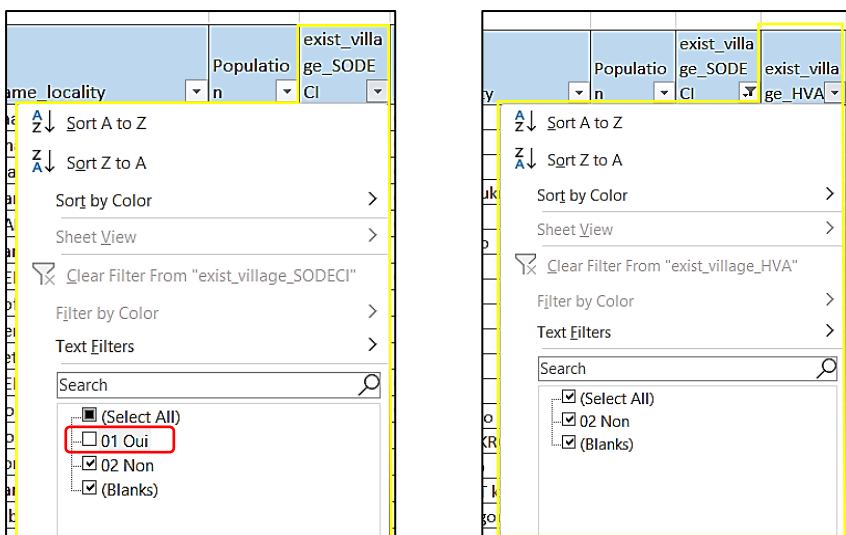 exist_villa
Populatio ge_SODE
ame_locality n CI
Sort A to Z
Sort Z to A
Sort by Color
Sheet View
Clear Filter From "exist_village_SODECI"
Filter by Color
Text Filters
Search
(Select All)
01 Oui
02 Non
(Blanks)
exist_villa
Populatio ge_SODE exist_villa
n CI ge_HVA
Sort A to Z
Sort Z to A
Sort by Color
Sheet View
Clear Filter From "exist_village_HVA"
Filter by Color
Text Filters
Search
(Select All)
02 Non
(Blanks)